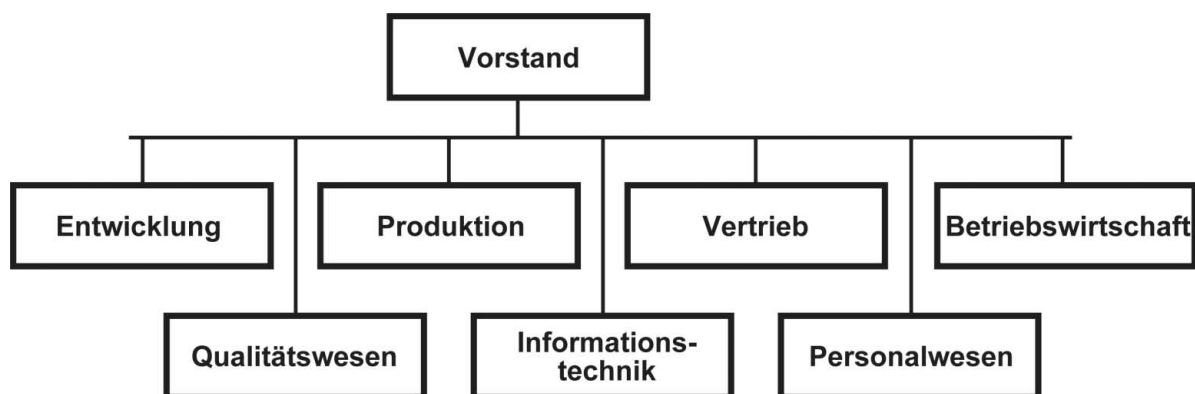 Vorstand
Entwicklung
Produktion
Vertrieb
Betriebswirtschaft
Qualitätswesen
Informations-
technik
Personalwesen